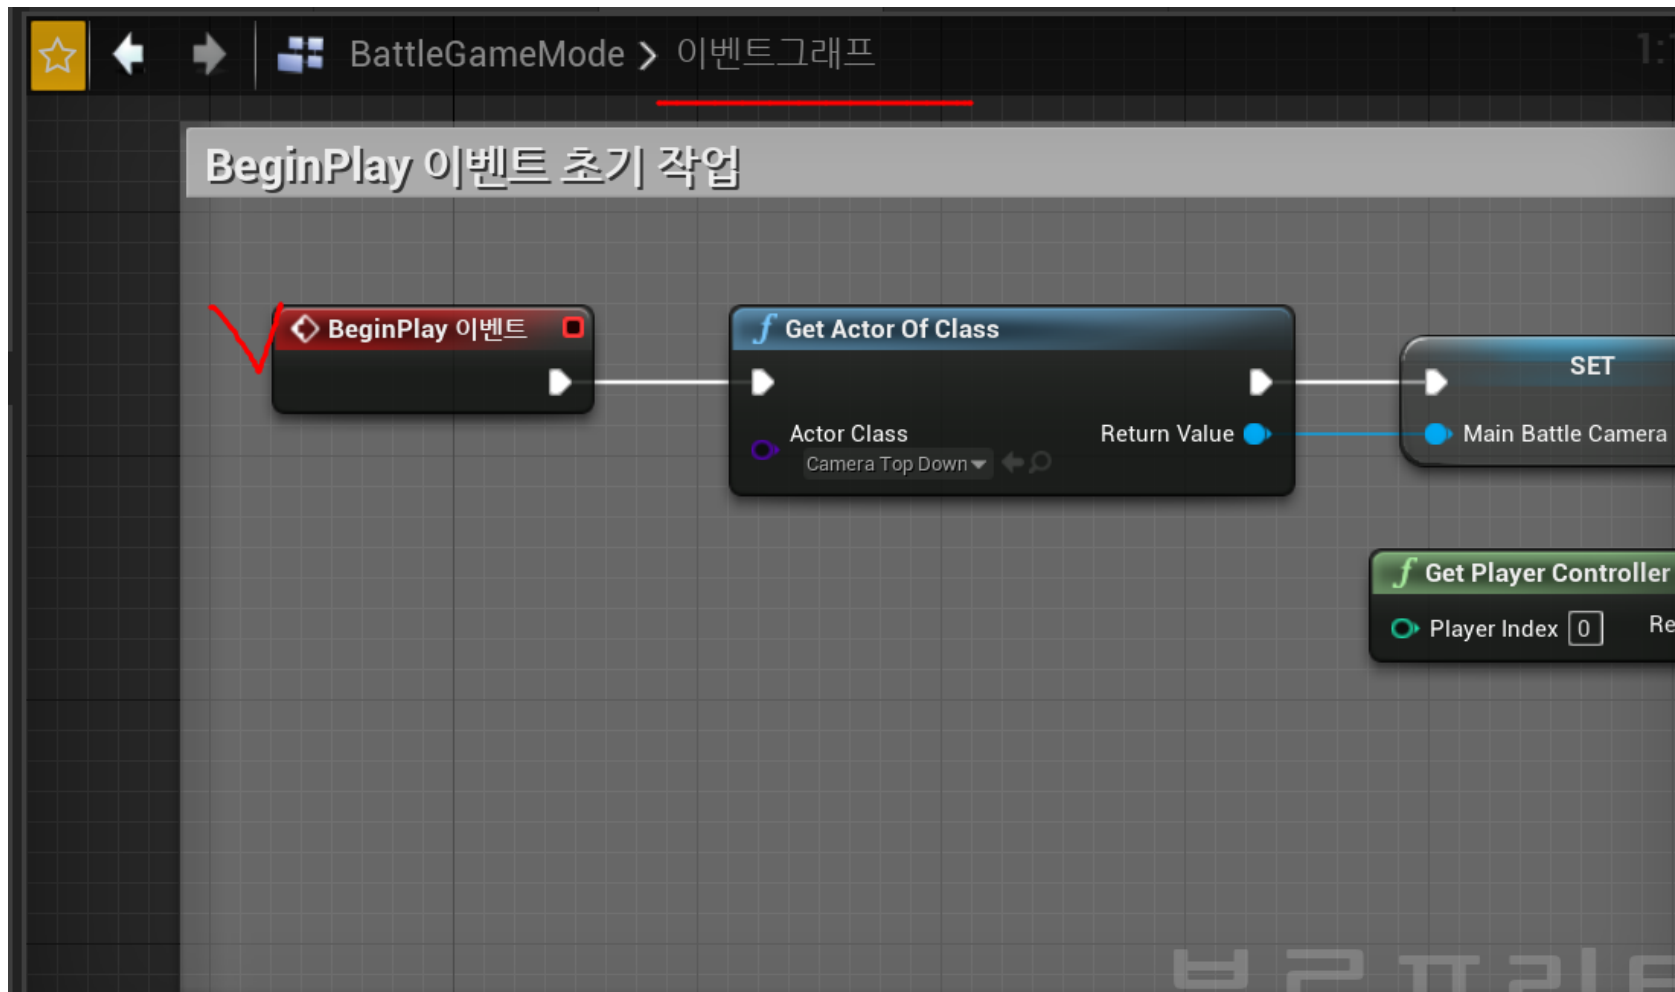 BattleGameMode > 이벤트그래프
BeginPlay 이벤트 초기 작업
BeginPlay 이벤트
Get Actor Of Class
Actor Class
Camera Top Down
Return Value
SET
Main Battle Camera
Get Player Controller
Player Index 0